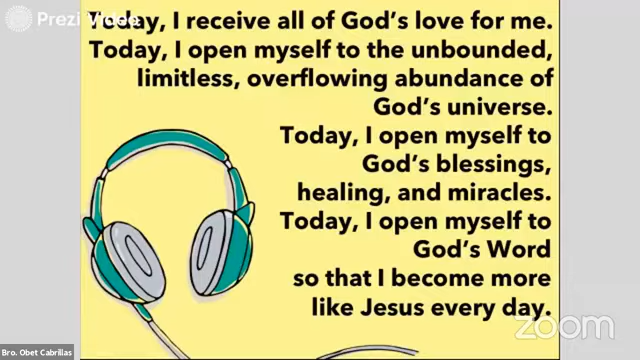 Prezi Video
Today, I receive all of God's love for me.
Today, I open myself to the unbounded,
limitless, overflowing abundance of
God's universe.
Today, I open myself to
God's blessings,
healing, and miracles.
Today, I open myself to
God's Word
so that I become more
like Jesus every day.
zoom
Bro. Obet Cabrillas